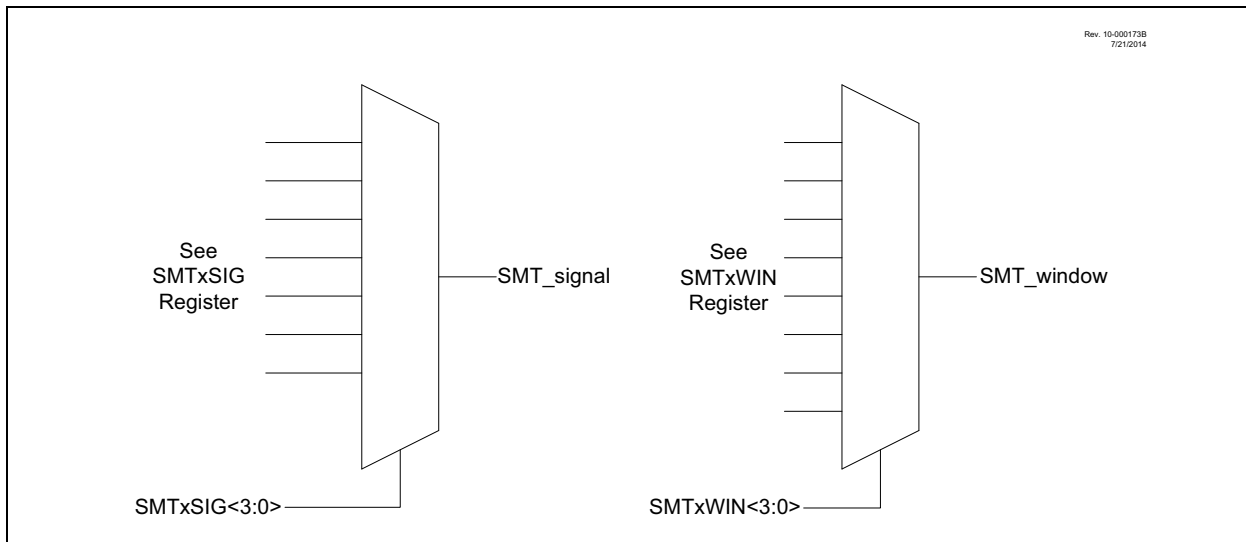 Rev. 10-000173B
7/21/2014
See
SMTxSIG
Register
SMT_signal
SMTxSIG<3:0>
See
SMTxWIN
Register
SMT_window
SMTxWIN<3:0>